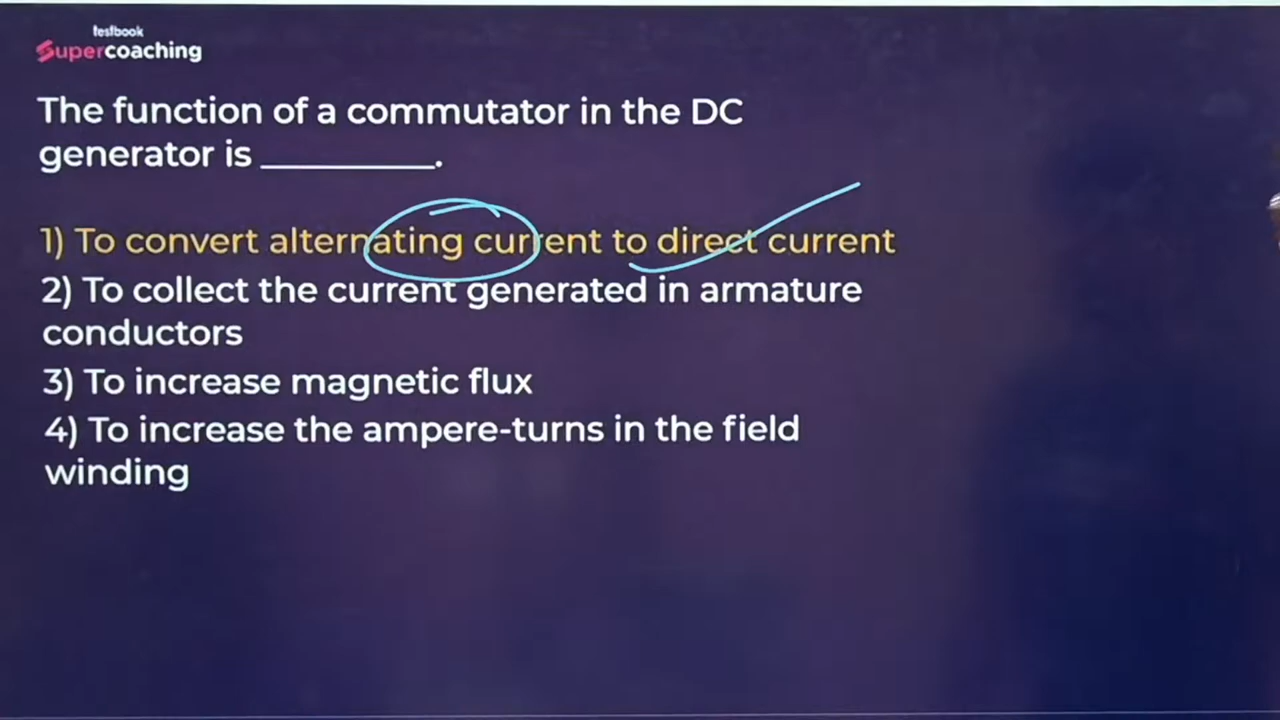 testbook
Supercoaching
The function of a commutator in the DC
generator is __________.
1) To convert alternating current to direct current
2) To collect the current generated in armature
conductors
3) To increase magnetic flux
4) To increase the ampere-turns in the field
winding